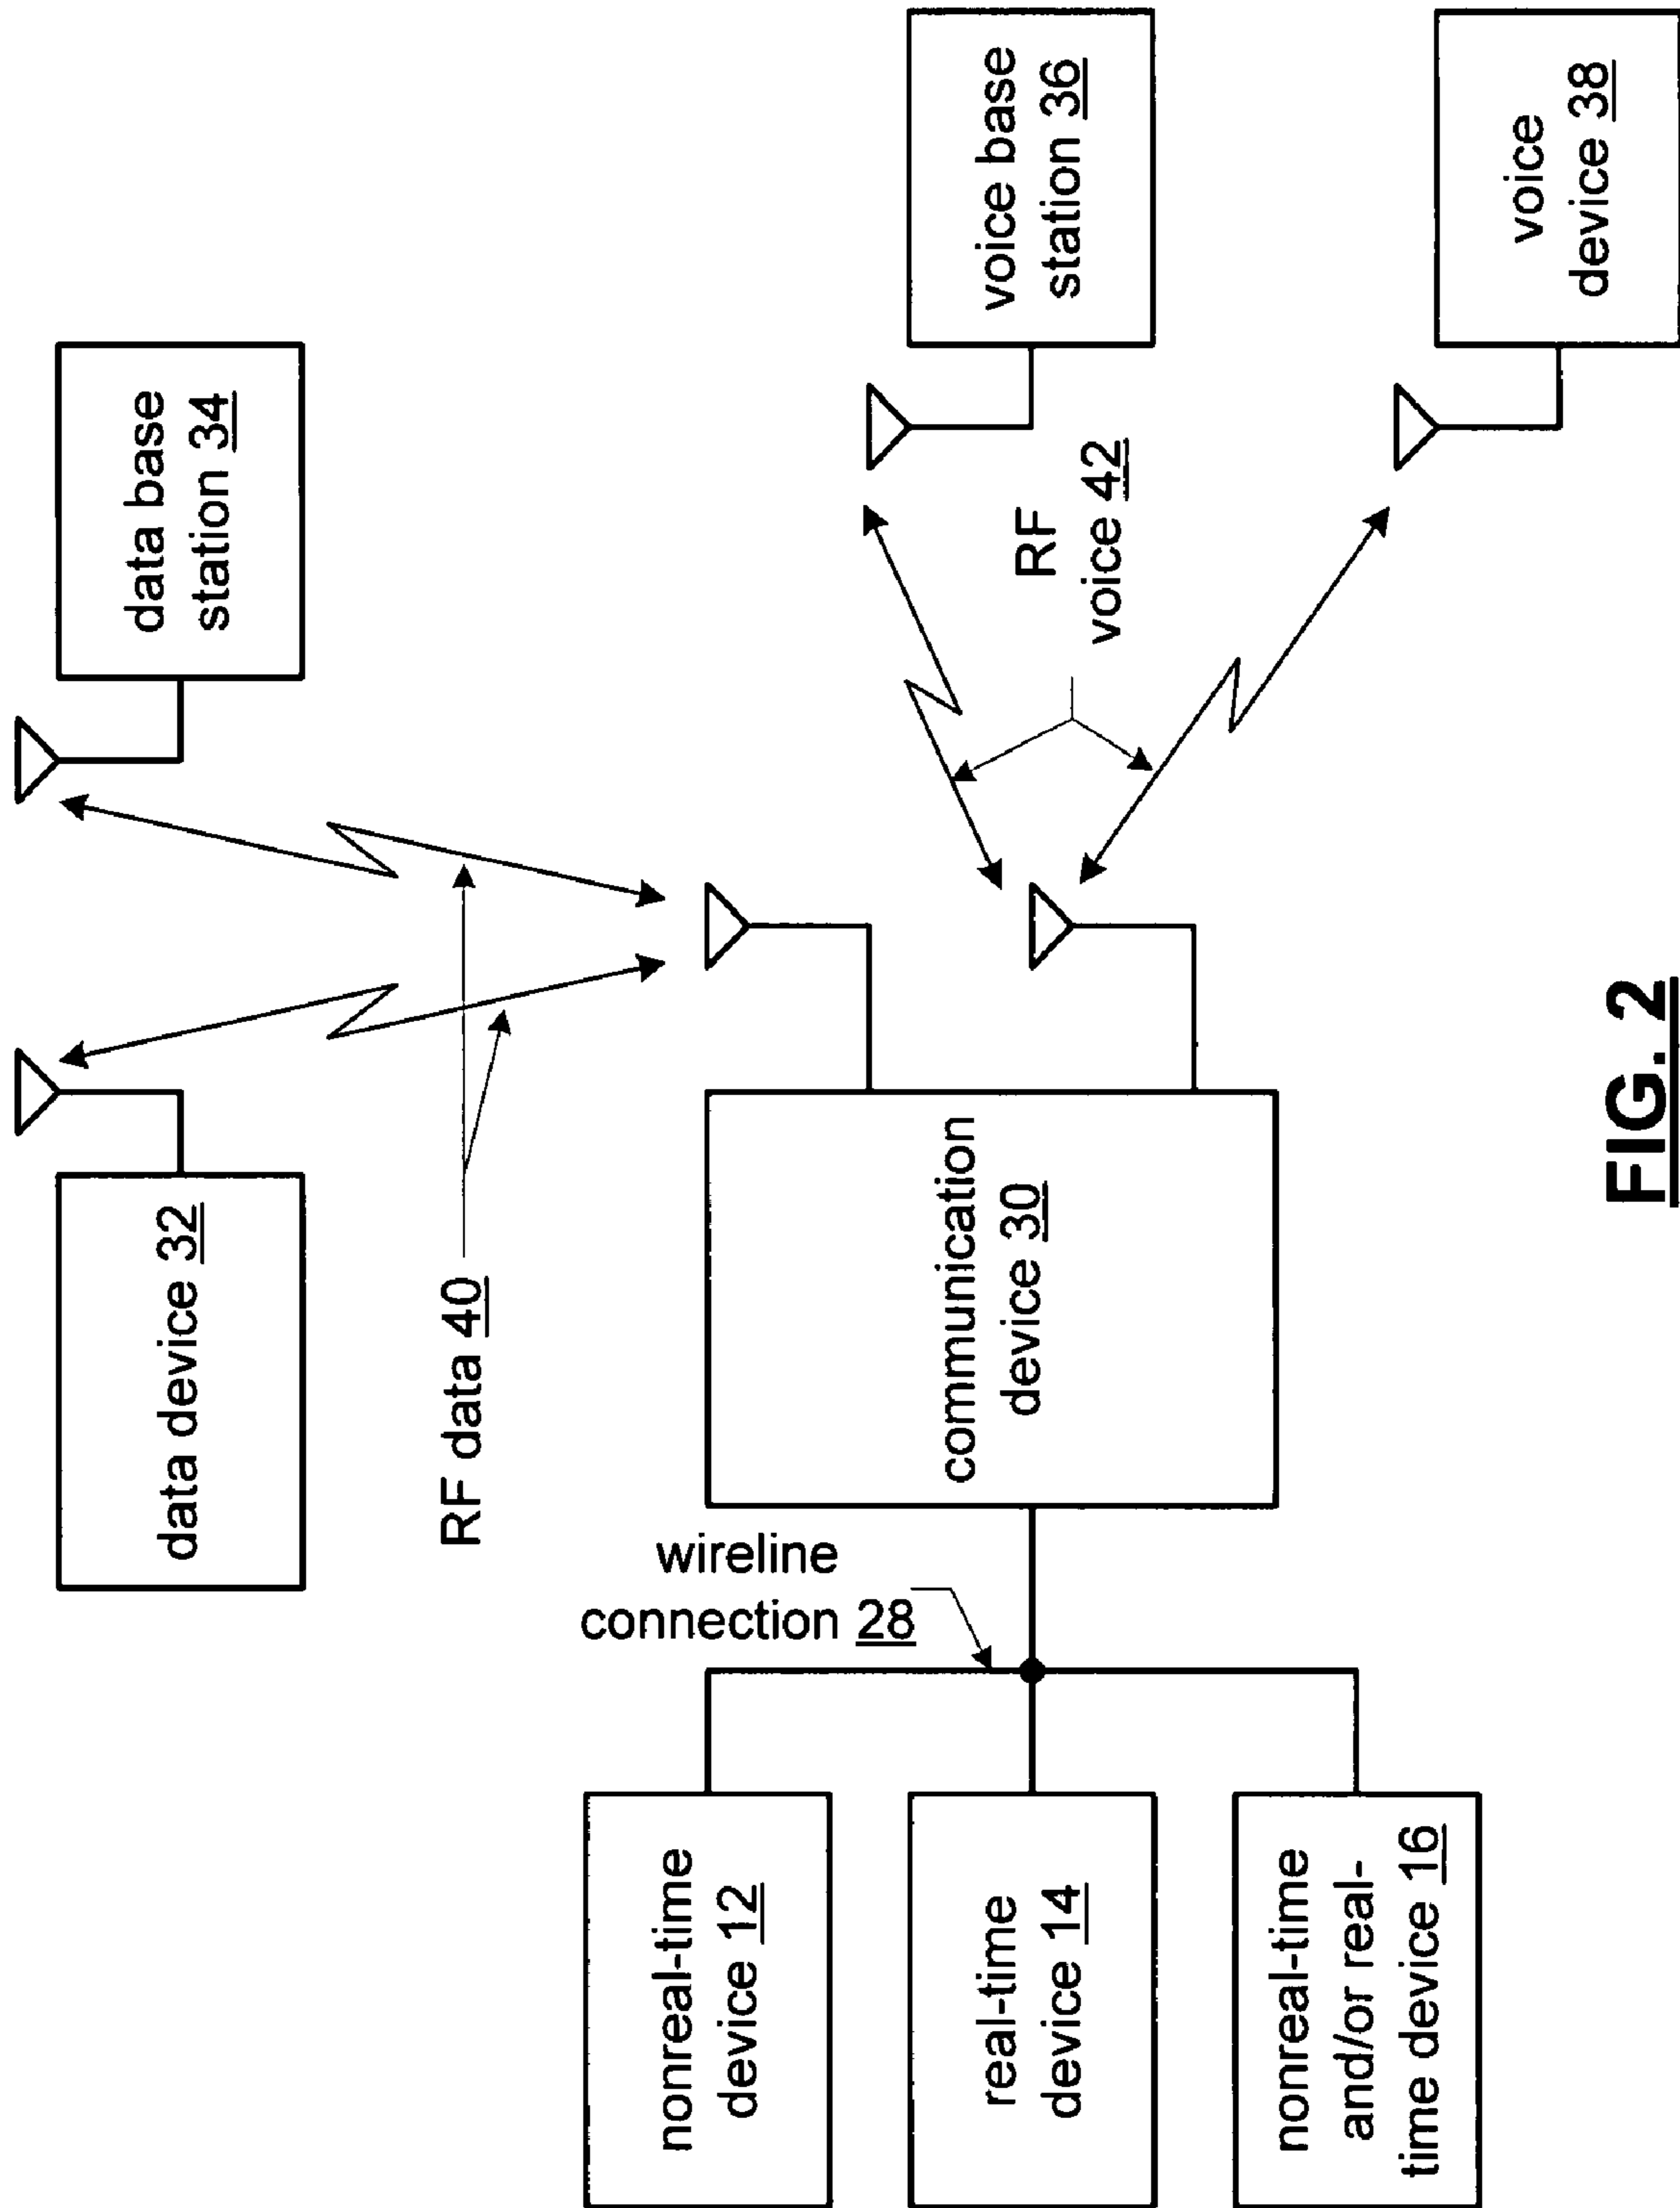 data device 32
data base
station 34
RF data 40
wireline
connection 28
communication
device 30
RF
voice 42
voice base
station 36
voice
device 38
nonreal-time
device 12
real-time
device 14
nonreal-time
and/or real-
time device 16
FIG. 2